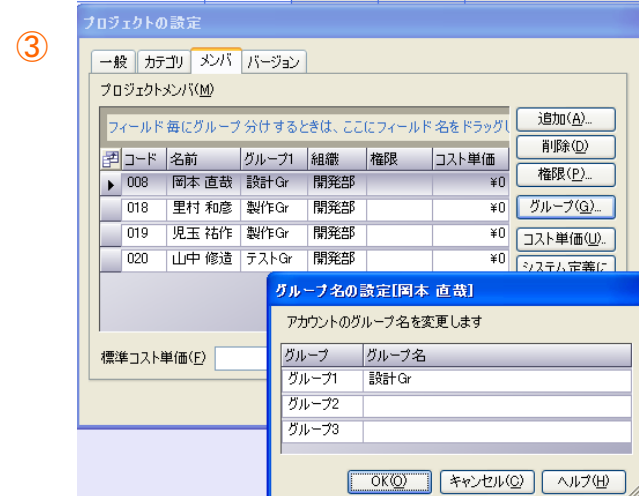 ③
プロジェクトの設定
一般 カテゴリ メンバ バージョン
プロジェクトメンバ(M)
フィールド毎にグループ分けするときは、ここにフィールド名をドラッグし
追加(A)...
削除(D)
権限(P)...
グループ(G)...
コスト単価(U)..
システム定義に
コード 名前 グループ1 組織 権限 コスト単価
008 岡本 直哉 設計Gr 開発部 ¥0
018 里村 和彦 製作Gr 開発部 ¥0
019 児玉 祐作 製作Gr 開発部 ¥0
020 山中 修造 テストGr 開発部 ¥0
標準コスト単価(F)
グループ名の設定[岡本 直哉]
アカウントのグループ名を変更します
グループ グループ名
グループ1 設計Gr
グループ2
グループ3
OK(O) キャンセル(C) ヘルプ(H)